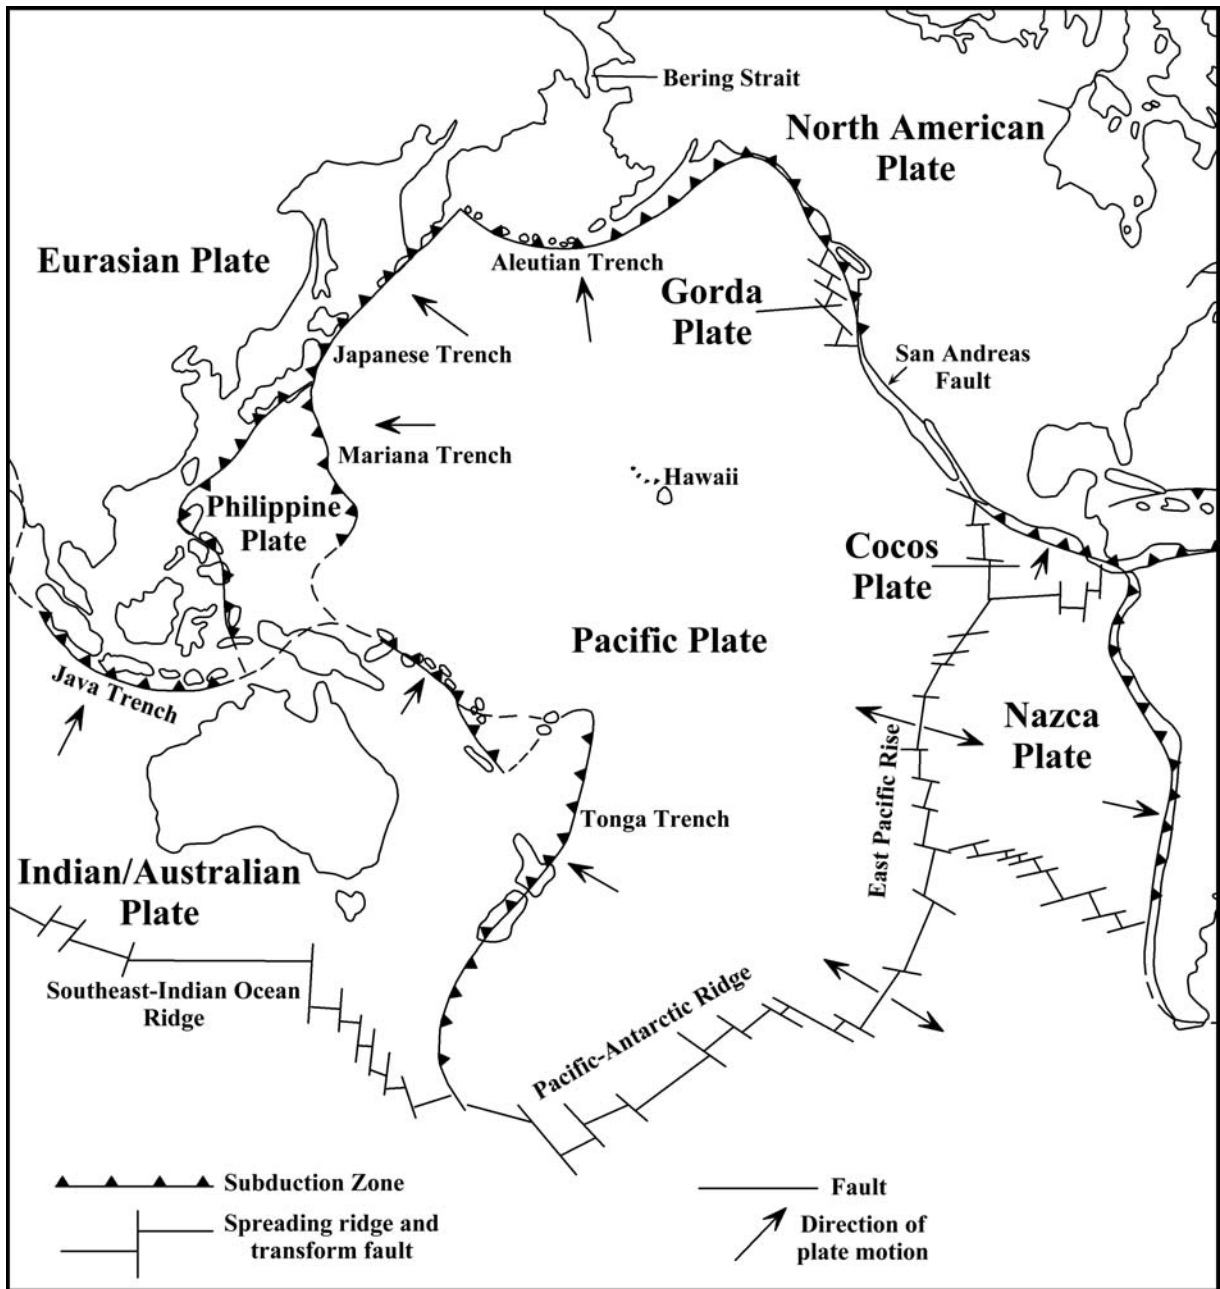 Bering Strait
North American
Plate
Eurasian Plate
Aleutian Trench
Gorda
Plate
Japanese Trench
San Andreas
Fault
Mariana Trench
Hawaii
Philippine
Plate
Cocos
Plate
Pacific Plate
Java Trench
Nazca
Plate
East Pacific Rise
Tonga Trench
Indian/Australian
Plate
Southeast-Indian Ocean
Ridge
Pacific-Antarctic Ridge
Subduction Zone
Spreading ridge and
transform fault
Fault
Direction of
plate motion